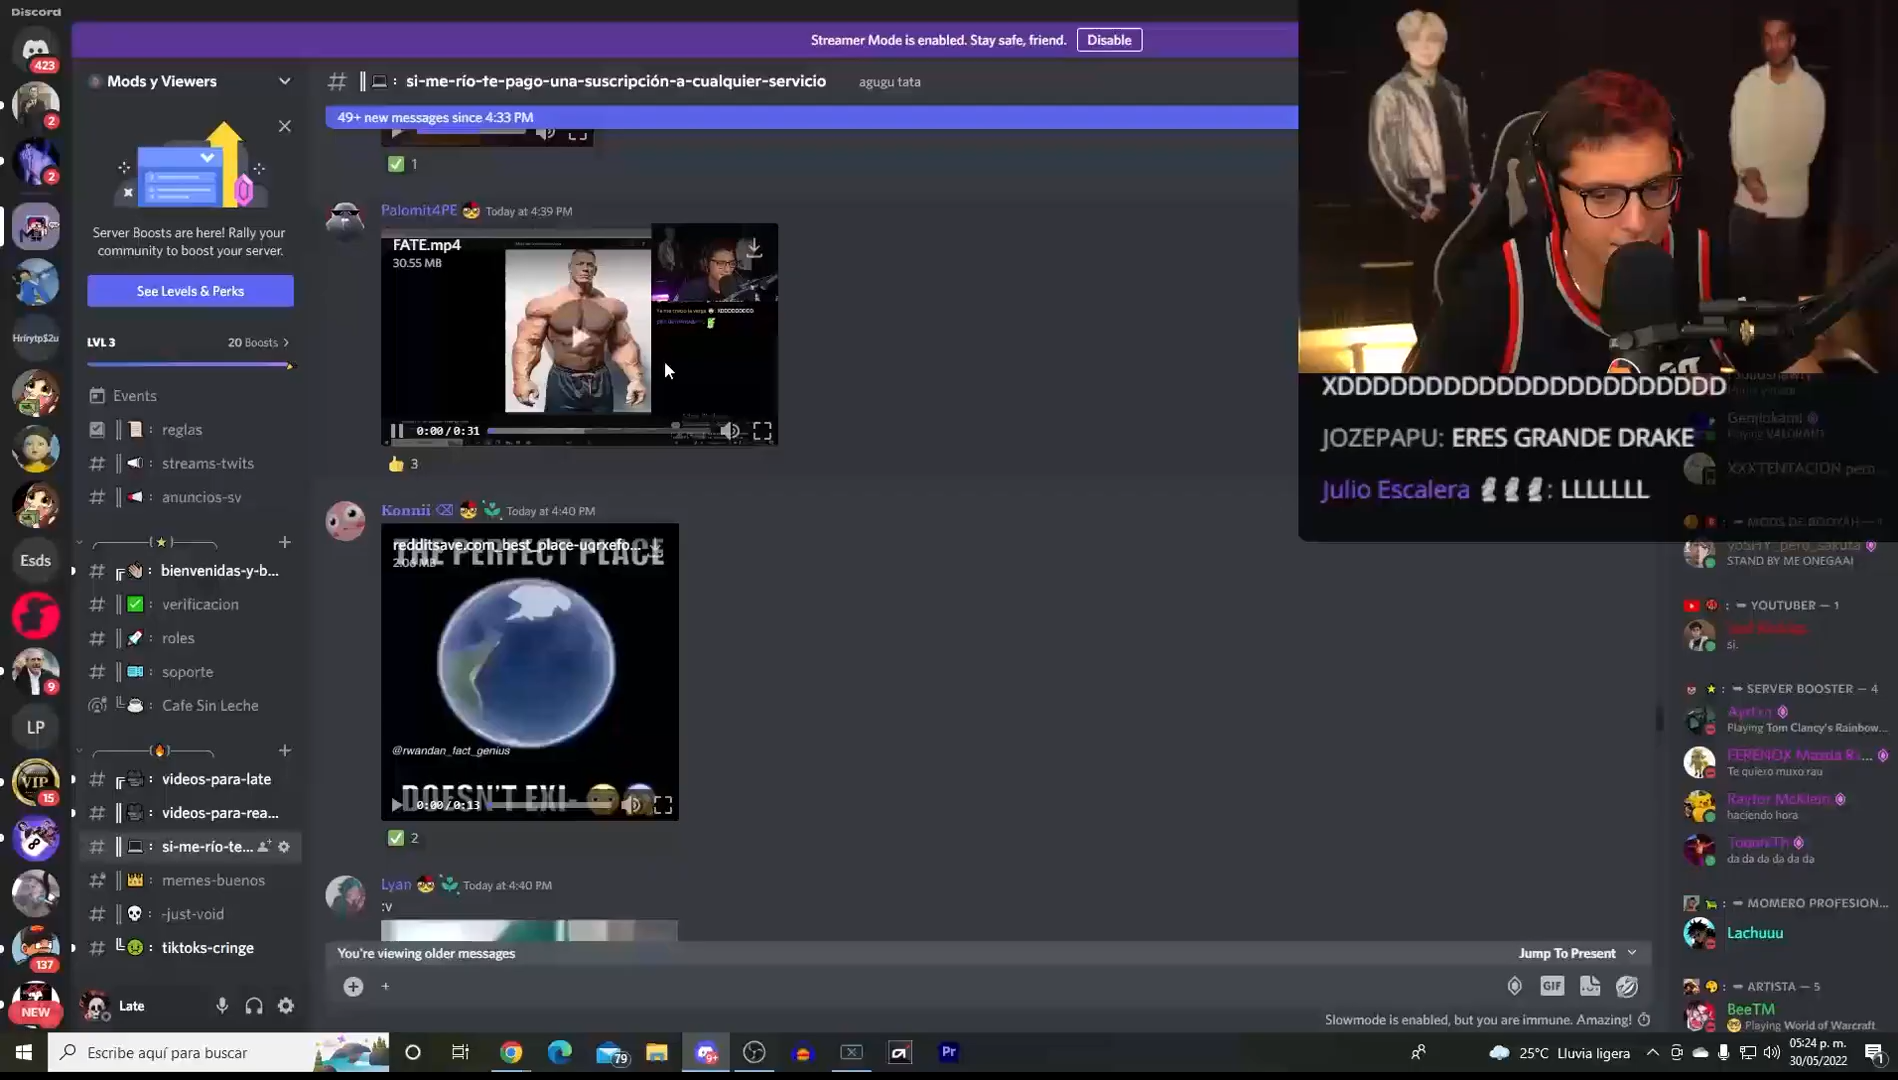 Discord
Streamer Mode is enabled. Stay safe, friend.
Disable
Mods y Viewers
si-me-río-te-pago-una-suscripción-a-cualquier-servicio
agugu tata
49+ new messages since 4:33 PM
Server Boosts are here! Rally your
community to boost your server.
See Levels & Perks
LVL 3
20 Boosts
Events
reglas
streams-twits
anuncios-sv
bienvenidas-y-b...
verificacion
roles
soporte
Cafe Sin Leche
videos-para-late
videos-para-rea...
si-me-río-te...
memes-buenos
-just-void
tiktoks-cringe
Late
423
2
2
Hrirytp$2u
Esds
9
LP
VIP
15
8
137
NEW
1
Palomit4PE
Today at 4:39 PM
FATE.mp4
30.55 MB
0:00/0:31
3
Konnii
Today at 4:40 PM
redditsave.com_best_place-uqrxefo...
2.06 MB
THE PERFECT PLACE
@rwandan_fact_genius
DOESN'T EXI-
0:00/0:13
2
Lyan
Today at 4:40 PM
:v
You're viewing older messages
Jump To Present
+
GIF
Slowmode is enabled, but you are immune. Amazing!
XDDDDDDDDDDDDDDDDDDDDDD
JOZEPAPU: ERES GRANDE DRAKE
Julio Escalera : LLLLLLL
Genjiokami
Playing VALORANT
XXXTENTACION pero...
MODS DE BOOYAH
yoSHY_pero_sakura
STAND BY ME ONEGAAI
YOUTUBER — 1
si.
SERVER BOOSTER — 4
Playing Tom Clancy's Rainbow...
Te quiero muxo rau
Raylor McKlein
haciendo hora
da da da da da da
MOMERO PROFESION...
Lachuuu
ARTISTA — 5
BeeTM
Playing World of Warcraft
Escribe aquí para buscar
79
9+
Pr
25°C Lluvia ligera
05:24 p. m.
30/05/2022
1